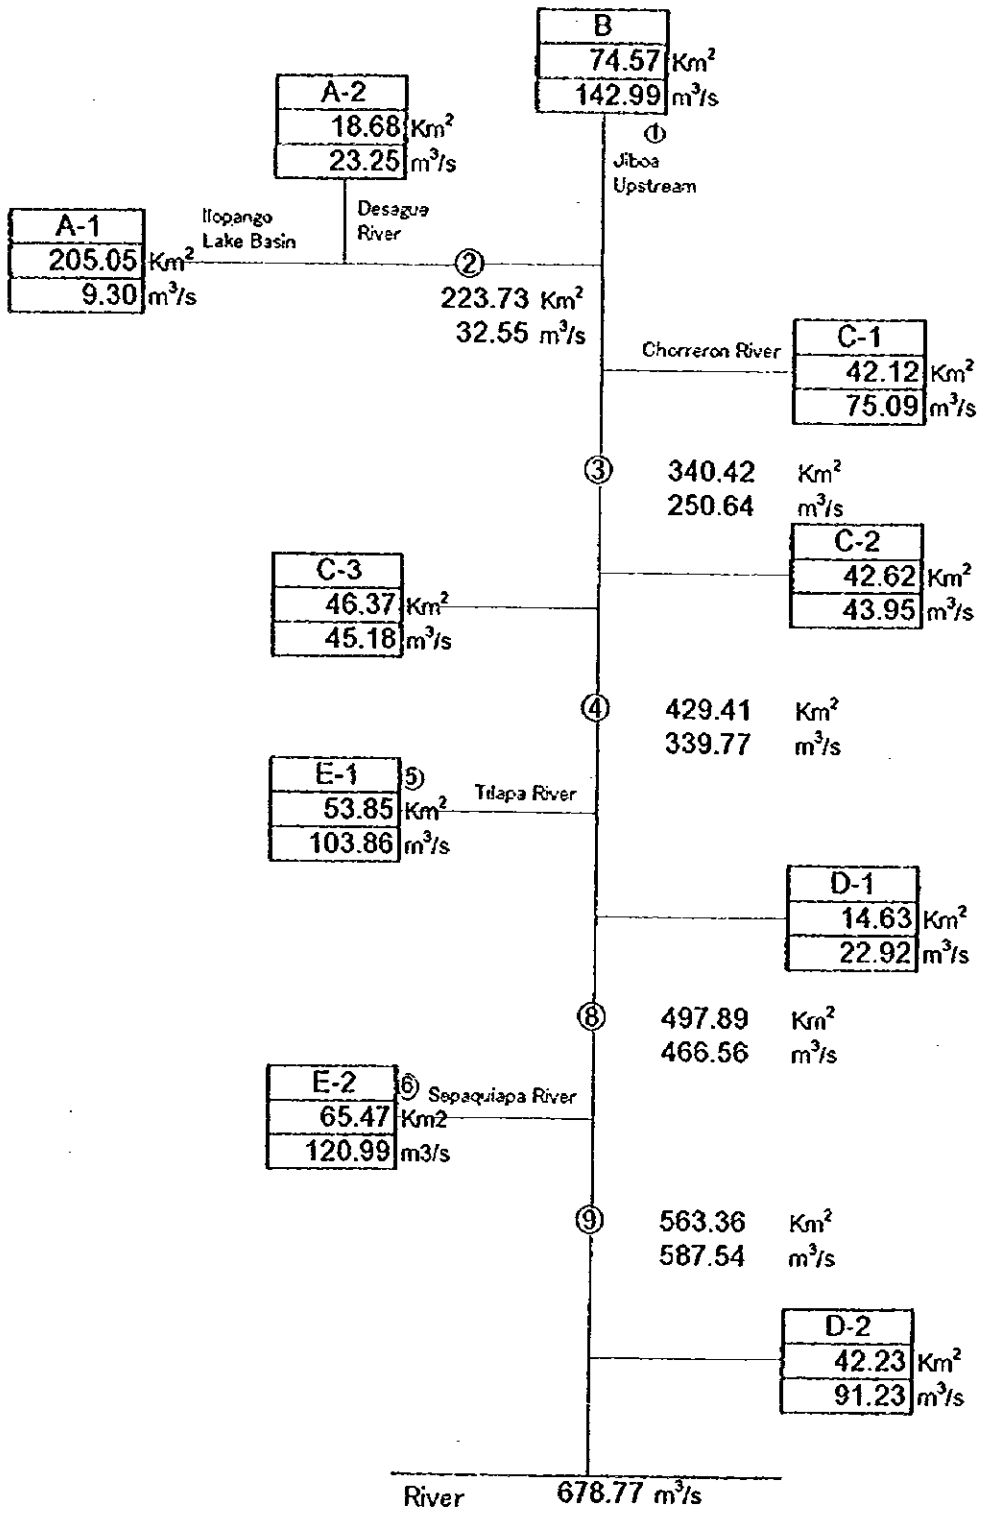 B
74.57 Km²
142.99 m³/s
①
Jiboa
Upstream
A-2
18.68 Km²
23.25 m³/s
Desague
River
Ilopango
Lake Basin
A-1
205.05 Km²
9.30 m³/s
②
223.73 Km²
32.55 m³/s
Chorreron River
C-1
42.12 Km²
75.09 m³/s
③ 340.42 Km²
250.64 m³/s
C-2
42.62 Km²
43.95 m³/s
C-3
46.37 Km²
45.18 m³/s
④ 429.41 Km²
339.77 m³/s
E-1 ⑤
53.85 Km²
103.86 m³/s
Tilapa River
D-1
14.63 Km²
22.92 m³/s
⑧ 497.89 Km²
466.56 m³/s
E-2 ⑥
65.47 Km2
120.99 m3/s
Sepaquiapa River
⑨ 563.36 Km²
587.54 m³/s
D-2
42.23 Km²
91.23 m³/s
River 678.77 m³/s